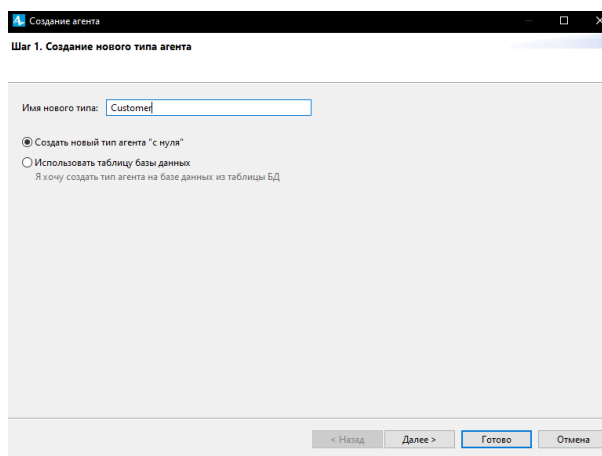 Создание агента
Шаг 1. Создание нового типа агента
Имя нового типа: Customer
Создать новый тип агента "с нуля"
Использовать таблицу базы данных
Я хочу создать тип агента на базе данных из таблицы БД
< Назад Далее > Готово Отмена